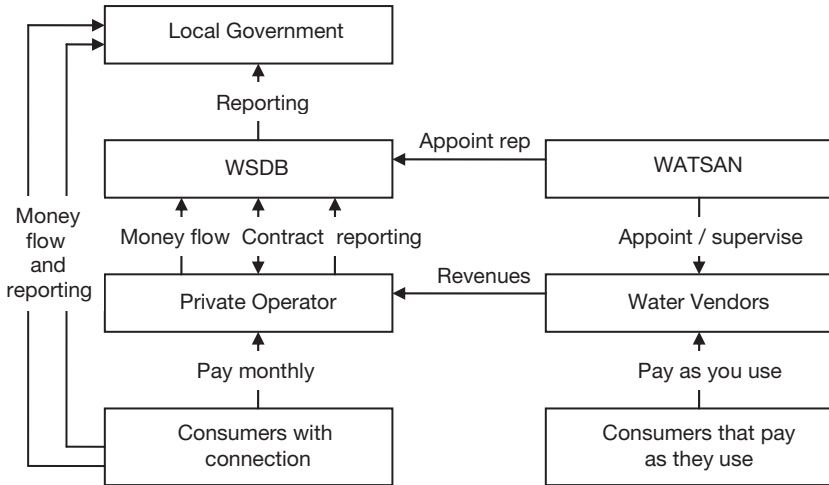 Local Government
Reporting
Appoint rep
WSDB
WATSAN
Money
flow
and
reporting
Money flow
Contract
reporting
Appoint / supervise
Revenues
Private Operator
Water Vendors
Pay monthly
Pay as you use
Consumers with
connection
Consumers that pay
as they use